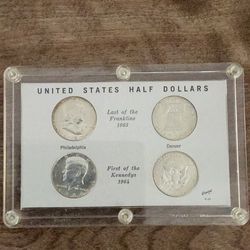 UNITED STATES HALF DOLLARS
Last of the
Franklins
1963
Philadelphia
Denver
First of the
Kennedys
1964